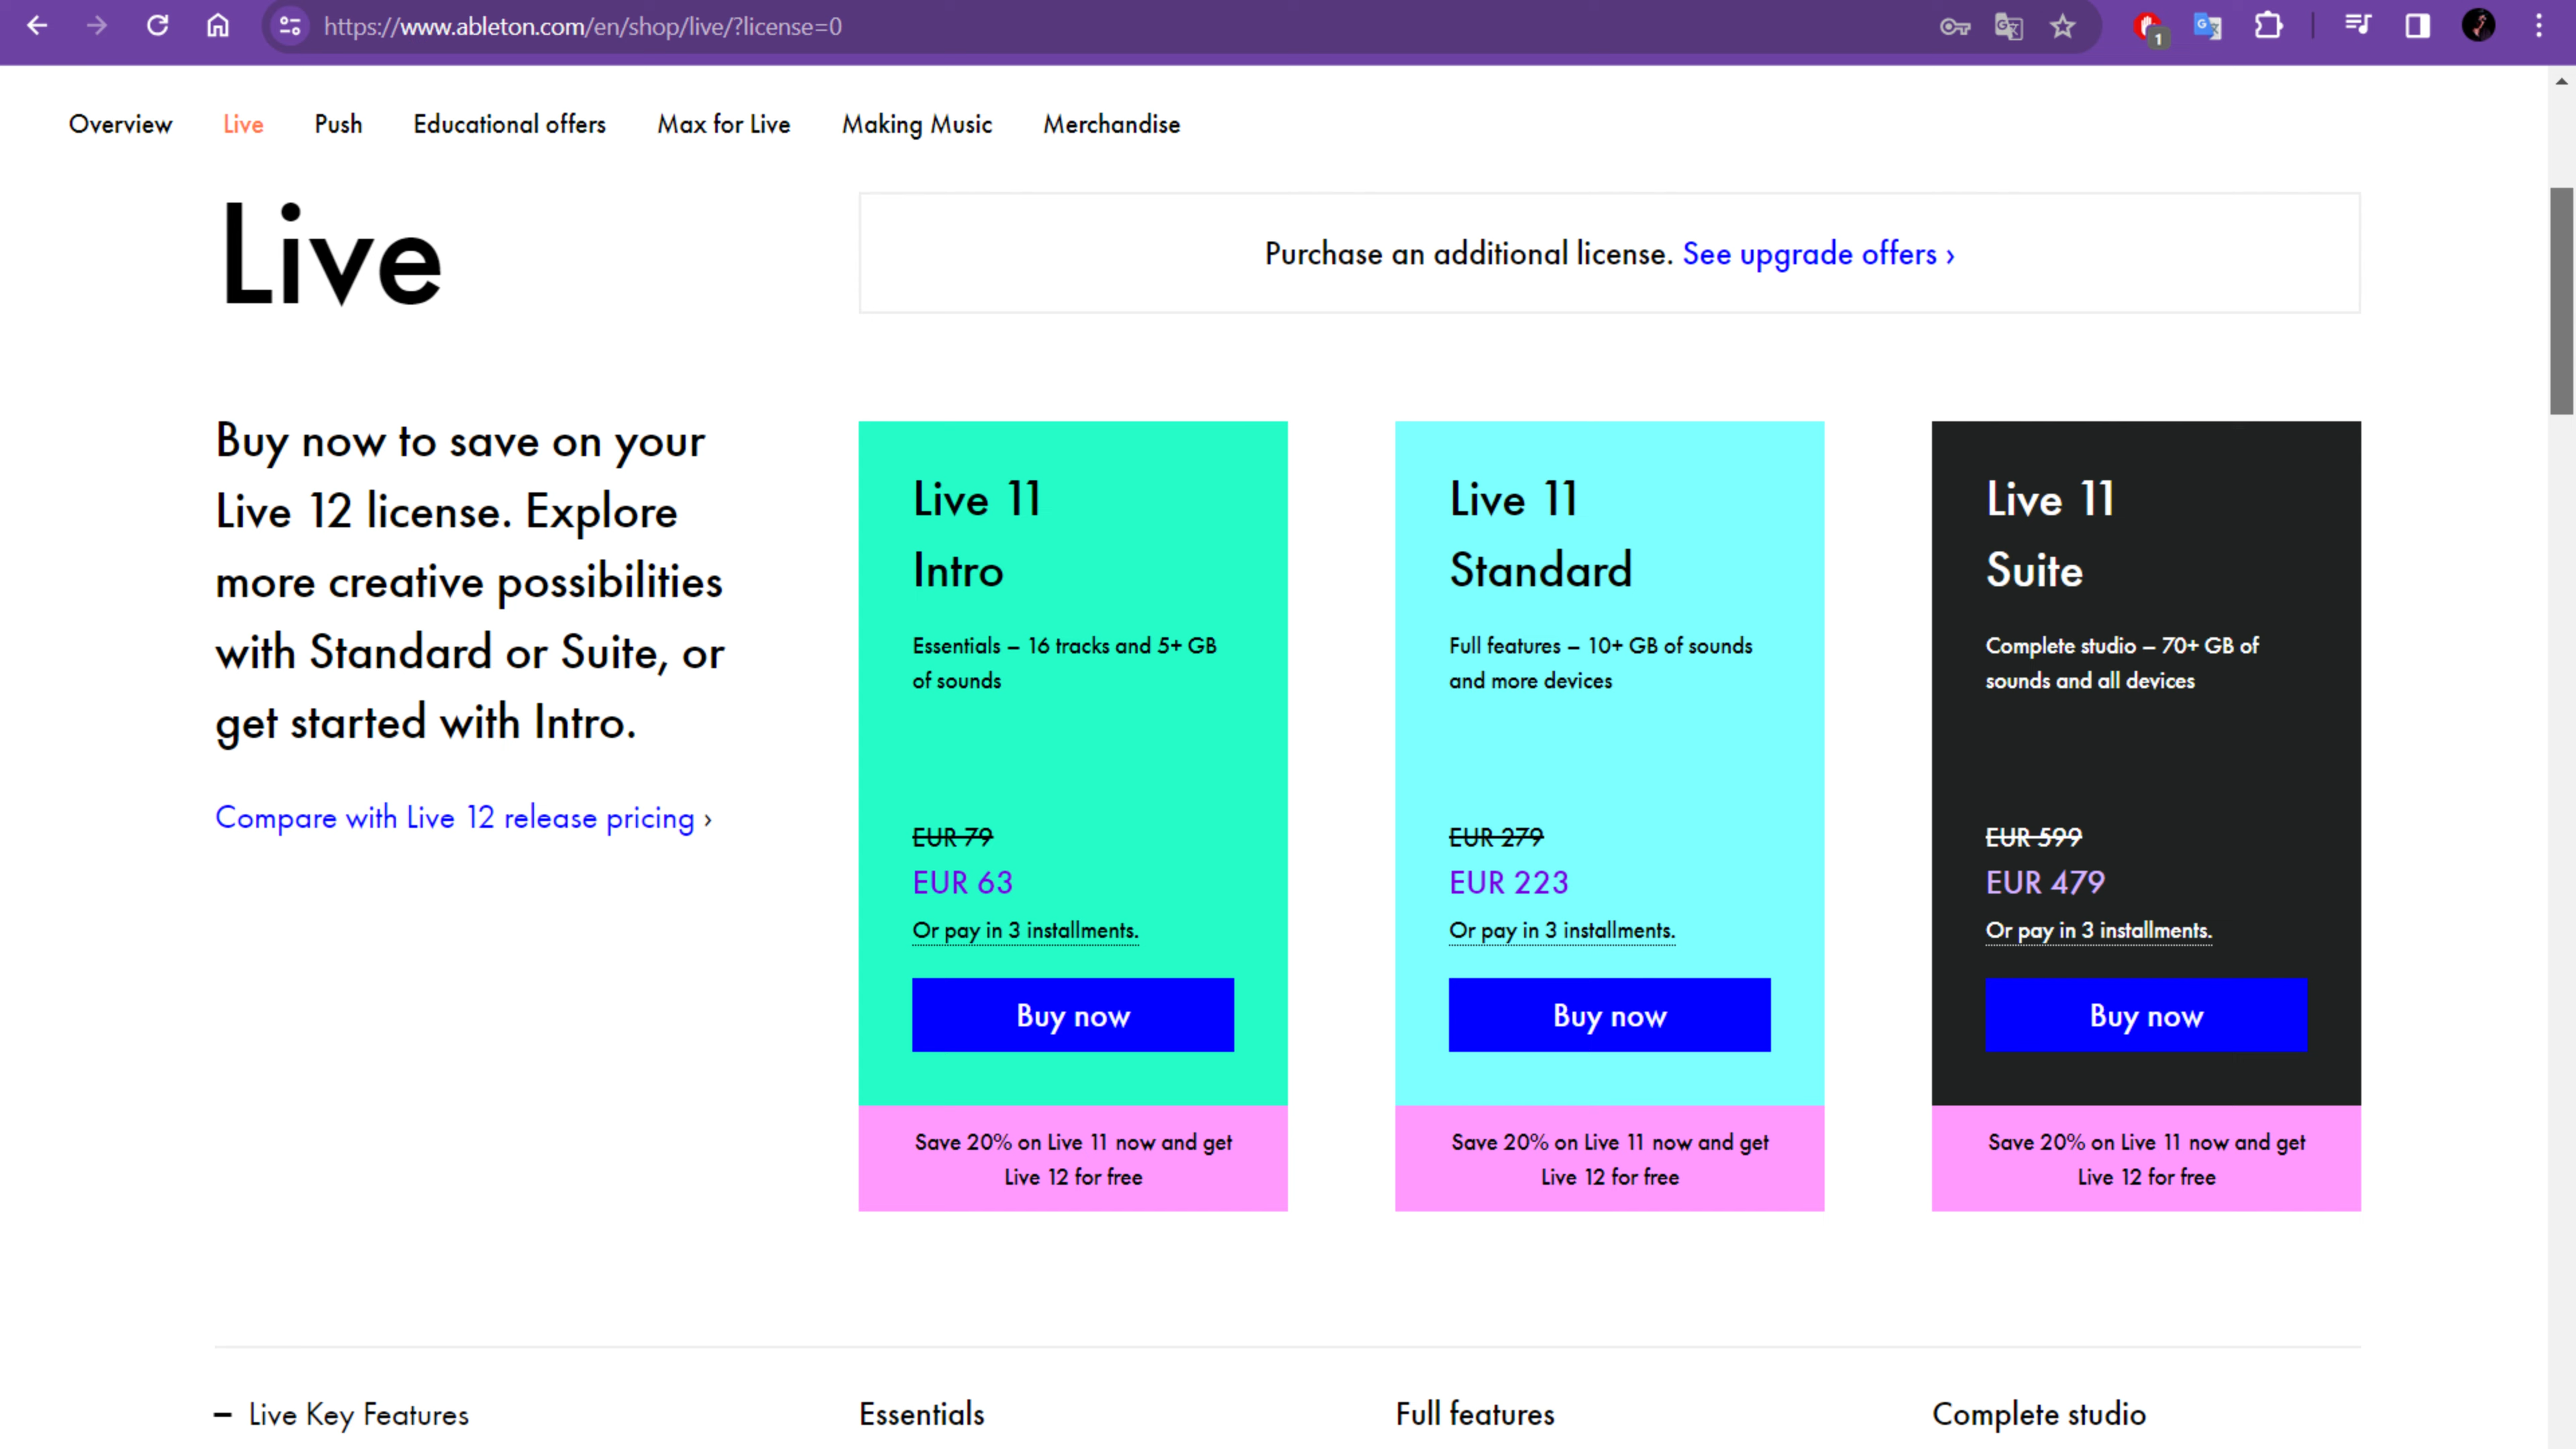 https://www.ableton.com/en/shop/live/?license=0
1
Overview Live Push Educational offers Max for Live Making Music Merchandise
Live
Purchase an additional license. See upgrade offers ›
Buy now to save on your
Live 12 license. Explore
more creative possibilities
with Standard or Suite, or
get started with Intro.
Compare with Live 12 release pricing ›
Live 11
Intro
Essentials – 16 tracks and 5+ GB
of sounds
EUR 79
EUR 63
Or pay in 3 installments.
Buy now
Save 20% on Live 11 now and get
Live 12 for free
Live 11
Standard
Full features – 10+ GB of sounds
and more devices
EUR 279
EUR 223
Or pay in 3 installments.
Buy now
Save 20% on Live 11 now and get
Live 12 for free
Live 11
Suite
Complete studio – 70+ GB of
sounds and all devices
EUR 599
EUR 479
Or pay in 3 installments.
Buy now
Save 20% on Live 11 now and get
Live 12 for free
– Live Key Features Essentials Full features Complete studio